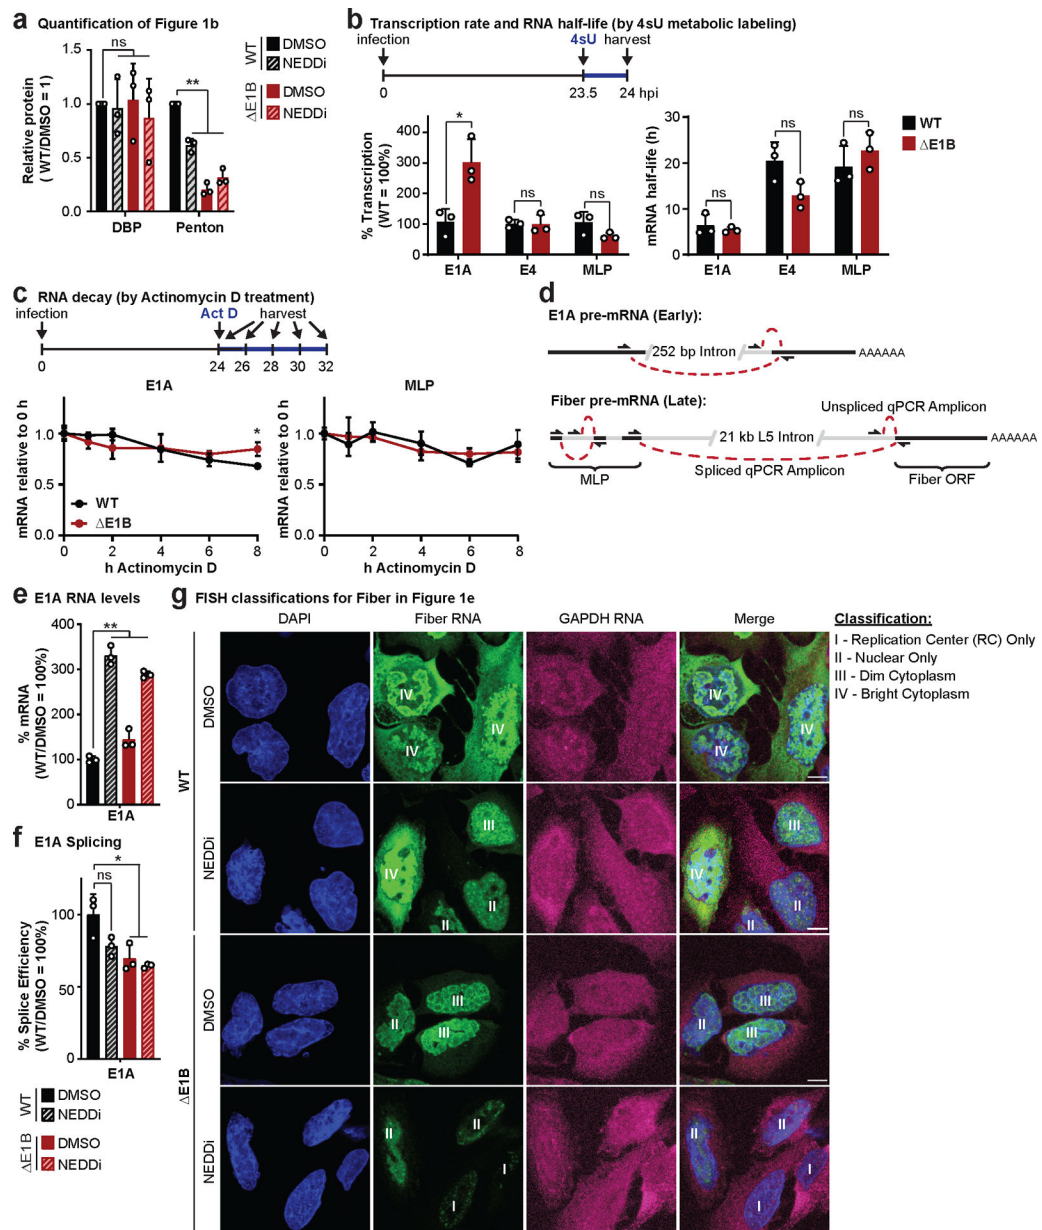 a Quantification of Figure 1b
Relative protein
( WT/DMSO = 1)
1.5
1.0
0.5
0.0
ns
**
DBP
Penton
WT
DMSO
NEDDi
ΔE1B
DMSO
NEDDi
b Transcription rate and RNA half-life (by 4sU metabolic labeling)
infection
4sU
harvest
0
23.5
24 hpi
% Transcription
(WT = 100%)
400
300
200
100
0
*
ns
ns
E1A
E4
MLP
mRNA half-life (h)
40
30
20
10
0
ns
ns
ns
E1A
E4
MLP
WT
ΔE1B
c RNA decay (by Actinomycin D treatment)
infection
Act D
harvest
0
24
26
28
30
32
E1A
mRNA relative to 0 h
1.0
0.5
0.0
*
WT
ΔE1B
0 2 4 6 8
h Actinomycin D
MLP
mRNA relative to 0 h
1.0
0.5
0.0
0 2 4 6 8
h Actinomycin D
d
E1A pre-mRNA (Early):
252 bp Intron
AAAAAA
Fiber pre-mRNA (Late):
Unspliced qPCR Amplicon
21 kb L5 Intron
AAAAAA
Spliced qPCR Amplicon
MLP
Fiber ORF
e E1A RNA levels
% mRNA
(WT/DMSO = 100%)
400
300
200
100
0
**
E1A
f E1A Splicing
% Splice Efficiency
(WT/DMSO = 100%)
100
50
0
*
ns
E1A
WT
DMSO
NEDDi
ΔE1B
DMSO
NEDDi
g FISH classifications for Fiber in Figure 1e
DAPI
Fiber RNA
GAPDH RNA
Merge
Classification:
I - Replication Center (RC) Only
II - Nuclear Only
III - Dim Cytoplasm
IV - Bright Cytoplasm
WT
DMSO
IV
IV
IV
IV
IV
IV
NEDDi
III
IV
II
II
III
IV
II
II
ΔE1B
DMSO
III
II
III
III
II
III
NEDDi
II
II
I
I
II
II
I
I